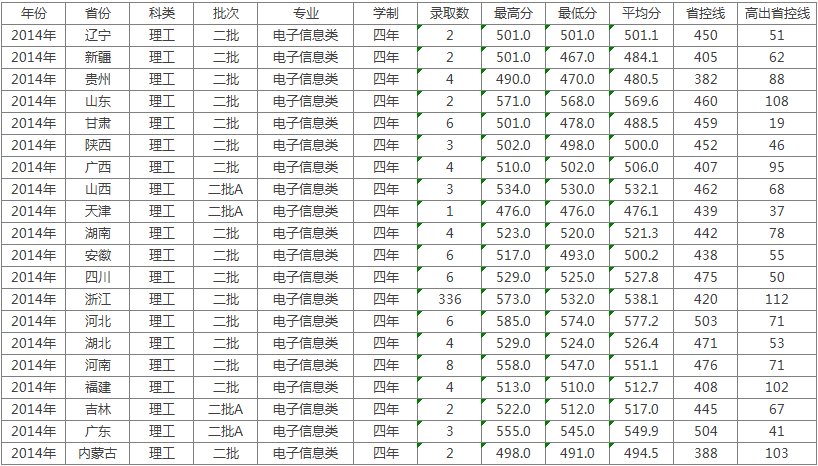 年份 省份 科类 批次 专业 学制 录取数 最高分 最低分 平均分 省控线 高出省控线
2014年 辽宁 理工 二批 电子信息类 四年 2 501.0 501.0 501.1 450 51
2014年 新疆 理工 二批 电子信息类 四年 2 501.0 467.0 484.1 405 62
2014年 贵州 理工 二批 电子信息类 四年 4 490.0 470.0 480.5 382 88
2014年 山东 理工 二批 电子信息类 四年 2 571.0 568.0 569.6 460 108
2014年 甘肃 理工 二批 电子信息类 四年 6 501.0 478.0 488.5 459 19
2014年 陕西 理工 二批 电子信息类 四年 3 502.0 498.0 500.0 452 46
2014年 广西 理工 二批 电子信息类 四年 4 510.0 502.0 506.0 407 95
2014年 山西 理工 二批A 电子信息类 四年 3 534.0 530.0 532.1 462 68
2014年 天津 理工 二批A 电子信息类 四年 1 476.0 476.0 476.1 439 37
2014年 湖南 理工 二批 电子信息类 四年 4 523.0 520.0 521.3 442 78
2014年 安徽 理工 二批 电子信息类 四年 6 517.0 493.0 500.2 438 55
2014年 四川 理工 二批 电子信息类 四年 6 529.0 525.0 527.8 475 50
2014年 浙江 理工 二批 电子信息类 四年 336 573.0 532.0 538.1 420 112
2014年 河北 理工 二批 电子信息类 四年 6 585.0 574.0 577.2 503 71
2014年 湖北 理工 二批 电子信息类 四年 4 529.0 524.0 526.4 471 53
2014年 河南 理工 二批 电子信息类 四年 8 558.0 547.0 551.1 476 71
2014年 福建 理工 二批 电子信息类 四年 4 513.0 510.0 512.7 408 102
2014年 吉林 理工 二批A 电子信息类 四年 2 522.0 512.0 517.0 445 67
2014年 广东 理工 二批A 电子信息类 四年 3 555.0 545.0 549.9 504 41
2014年 内蒙古 理工 二批 电子信息类 四年 2 498.0 491.0 494.5 388 103